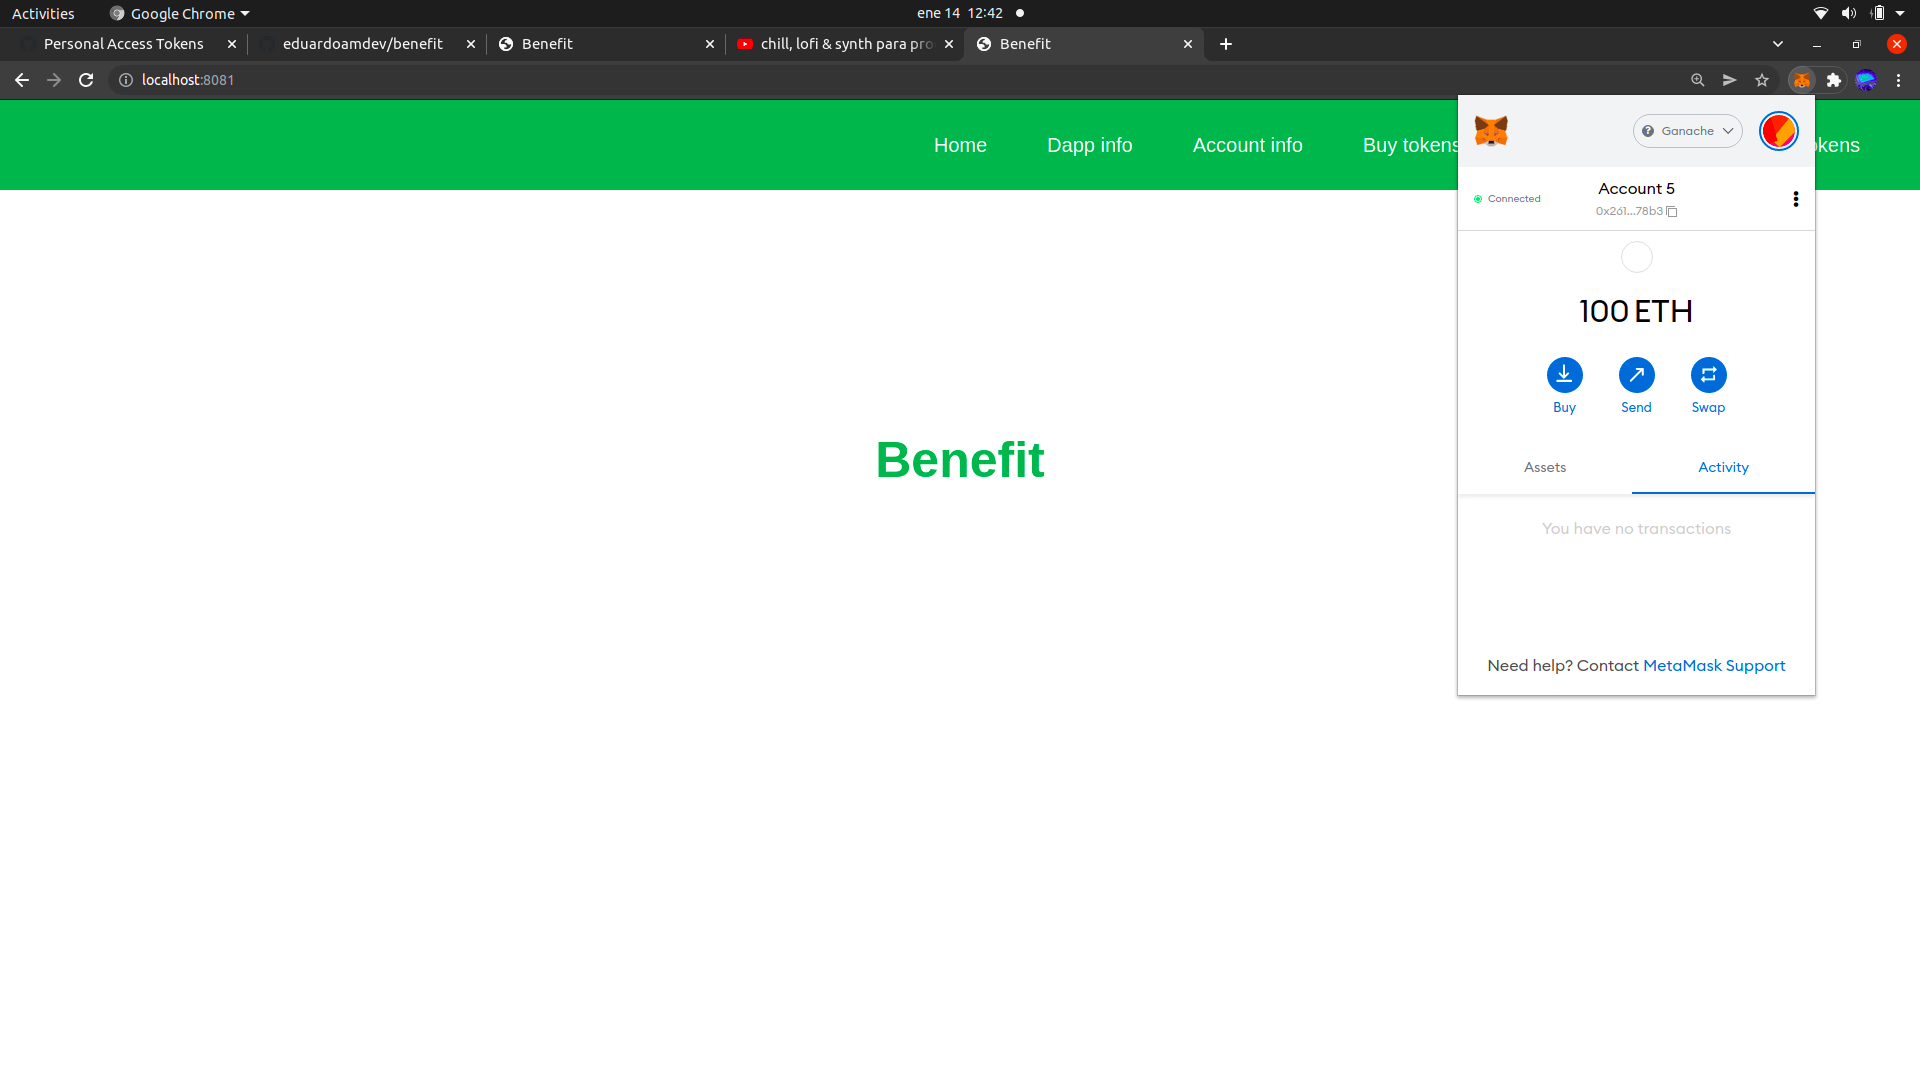 Activities Google Chrome ene 14 12:42
Personal Access Tokens eduardoamdev/benefit Benefit chill, lofi & synth para pro Benefit
localhost:8081
Home Dapp info Account info Buy tokens okens
Ganache
Connected
Account 5
0x261...78b3
100 ETH
Buy Send Swap
Assets Activity
You have no transactions
Need help? Contact MetaMask Support
Benefit